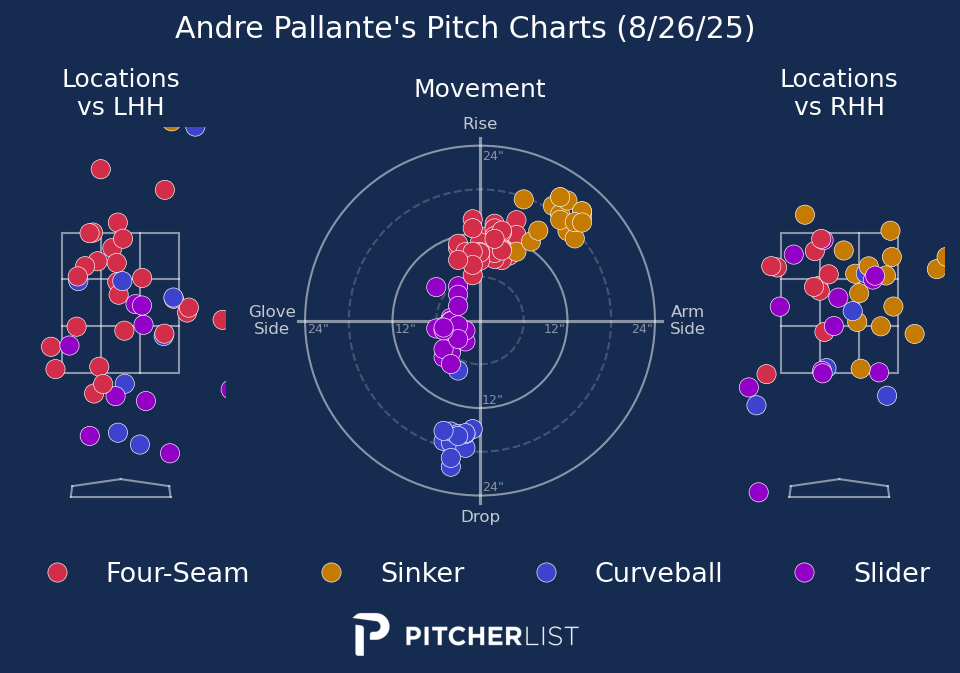 Andre Pallante's Pitch Charts (8/26/25)
Locations
vs LHH
Movement
Locations
vs RHH
Rise
24"
Glove
Side
24"
12"
12"
24"
Arm
Side
12"
24"
Drop
Four-Seam
Sinker
Curveball
Slider
PITCHERLIST